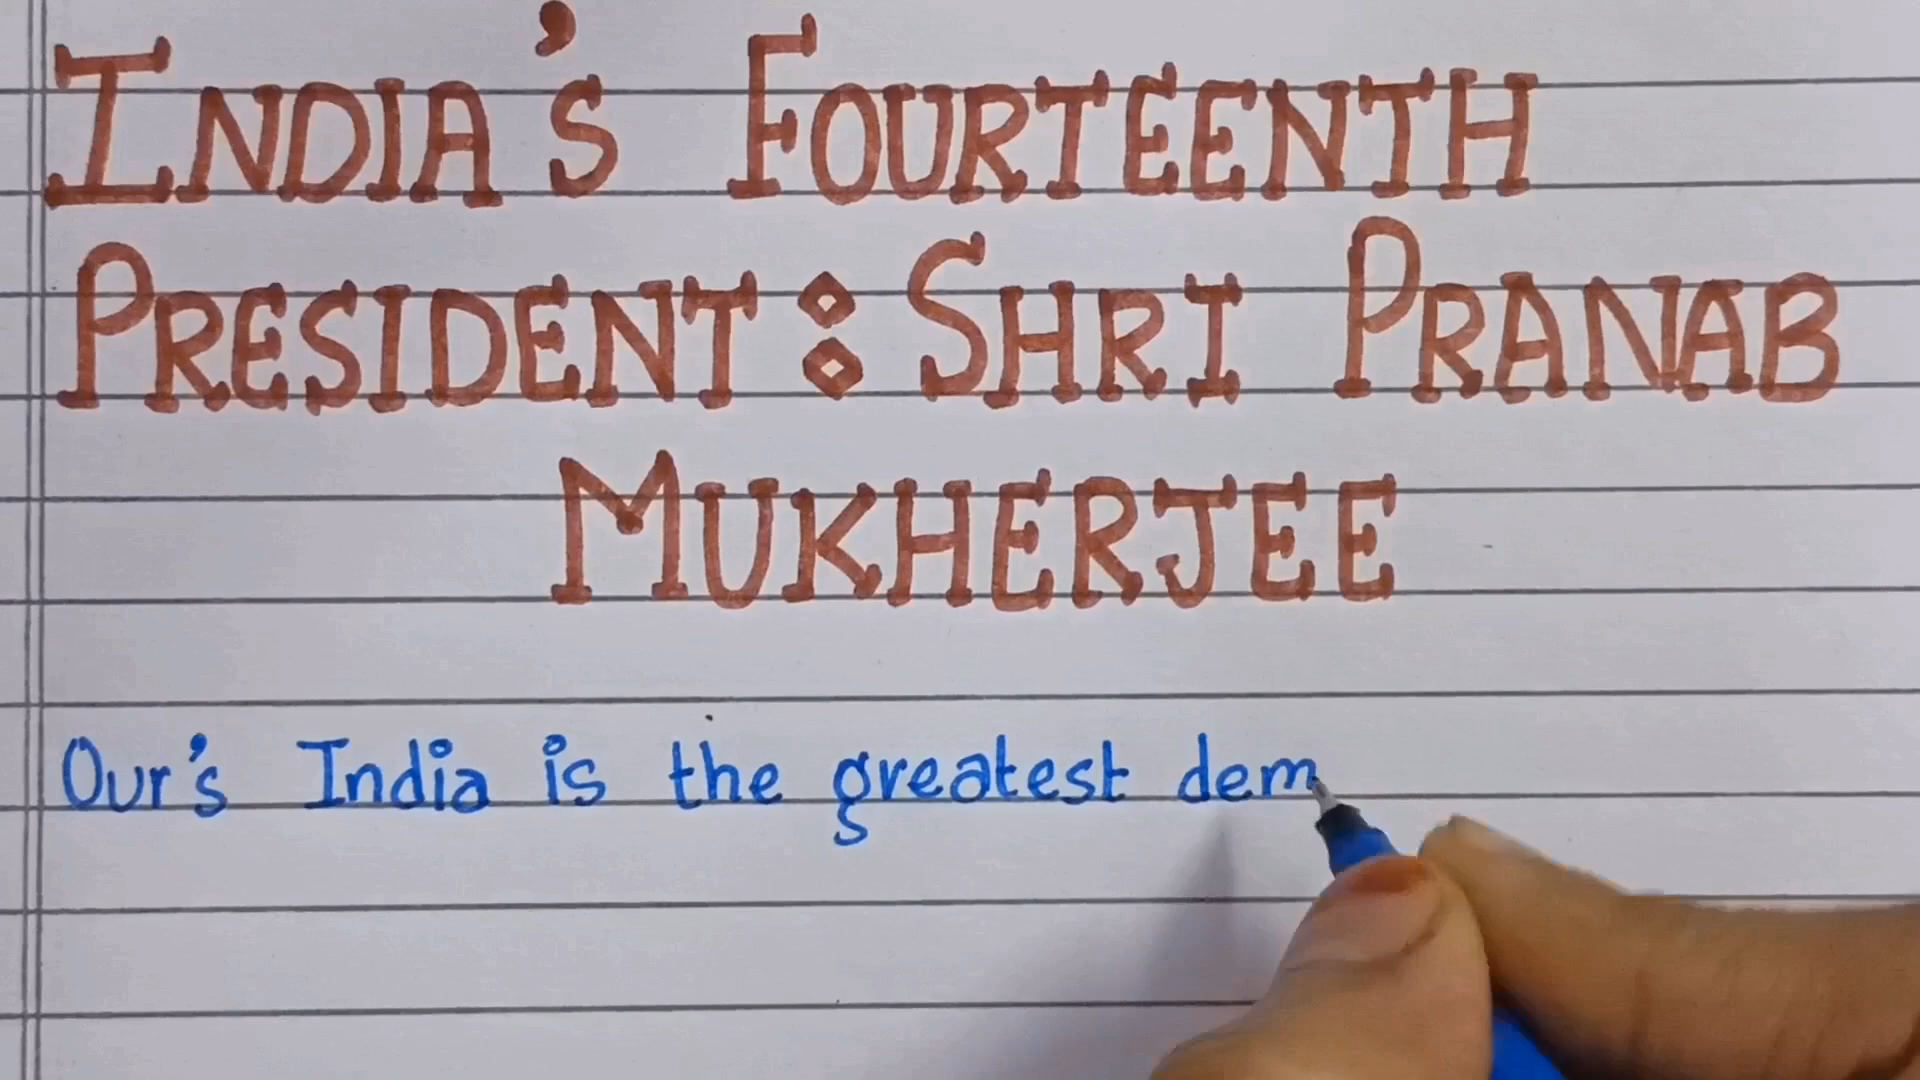 India's Fourteenth
President: Shri Pranab
Mukherjee
Our's India is the greatest dem